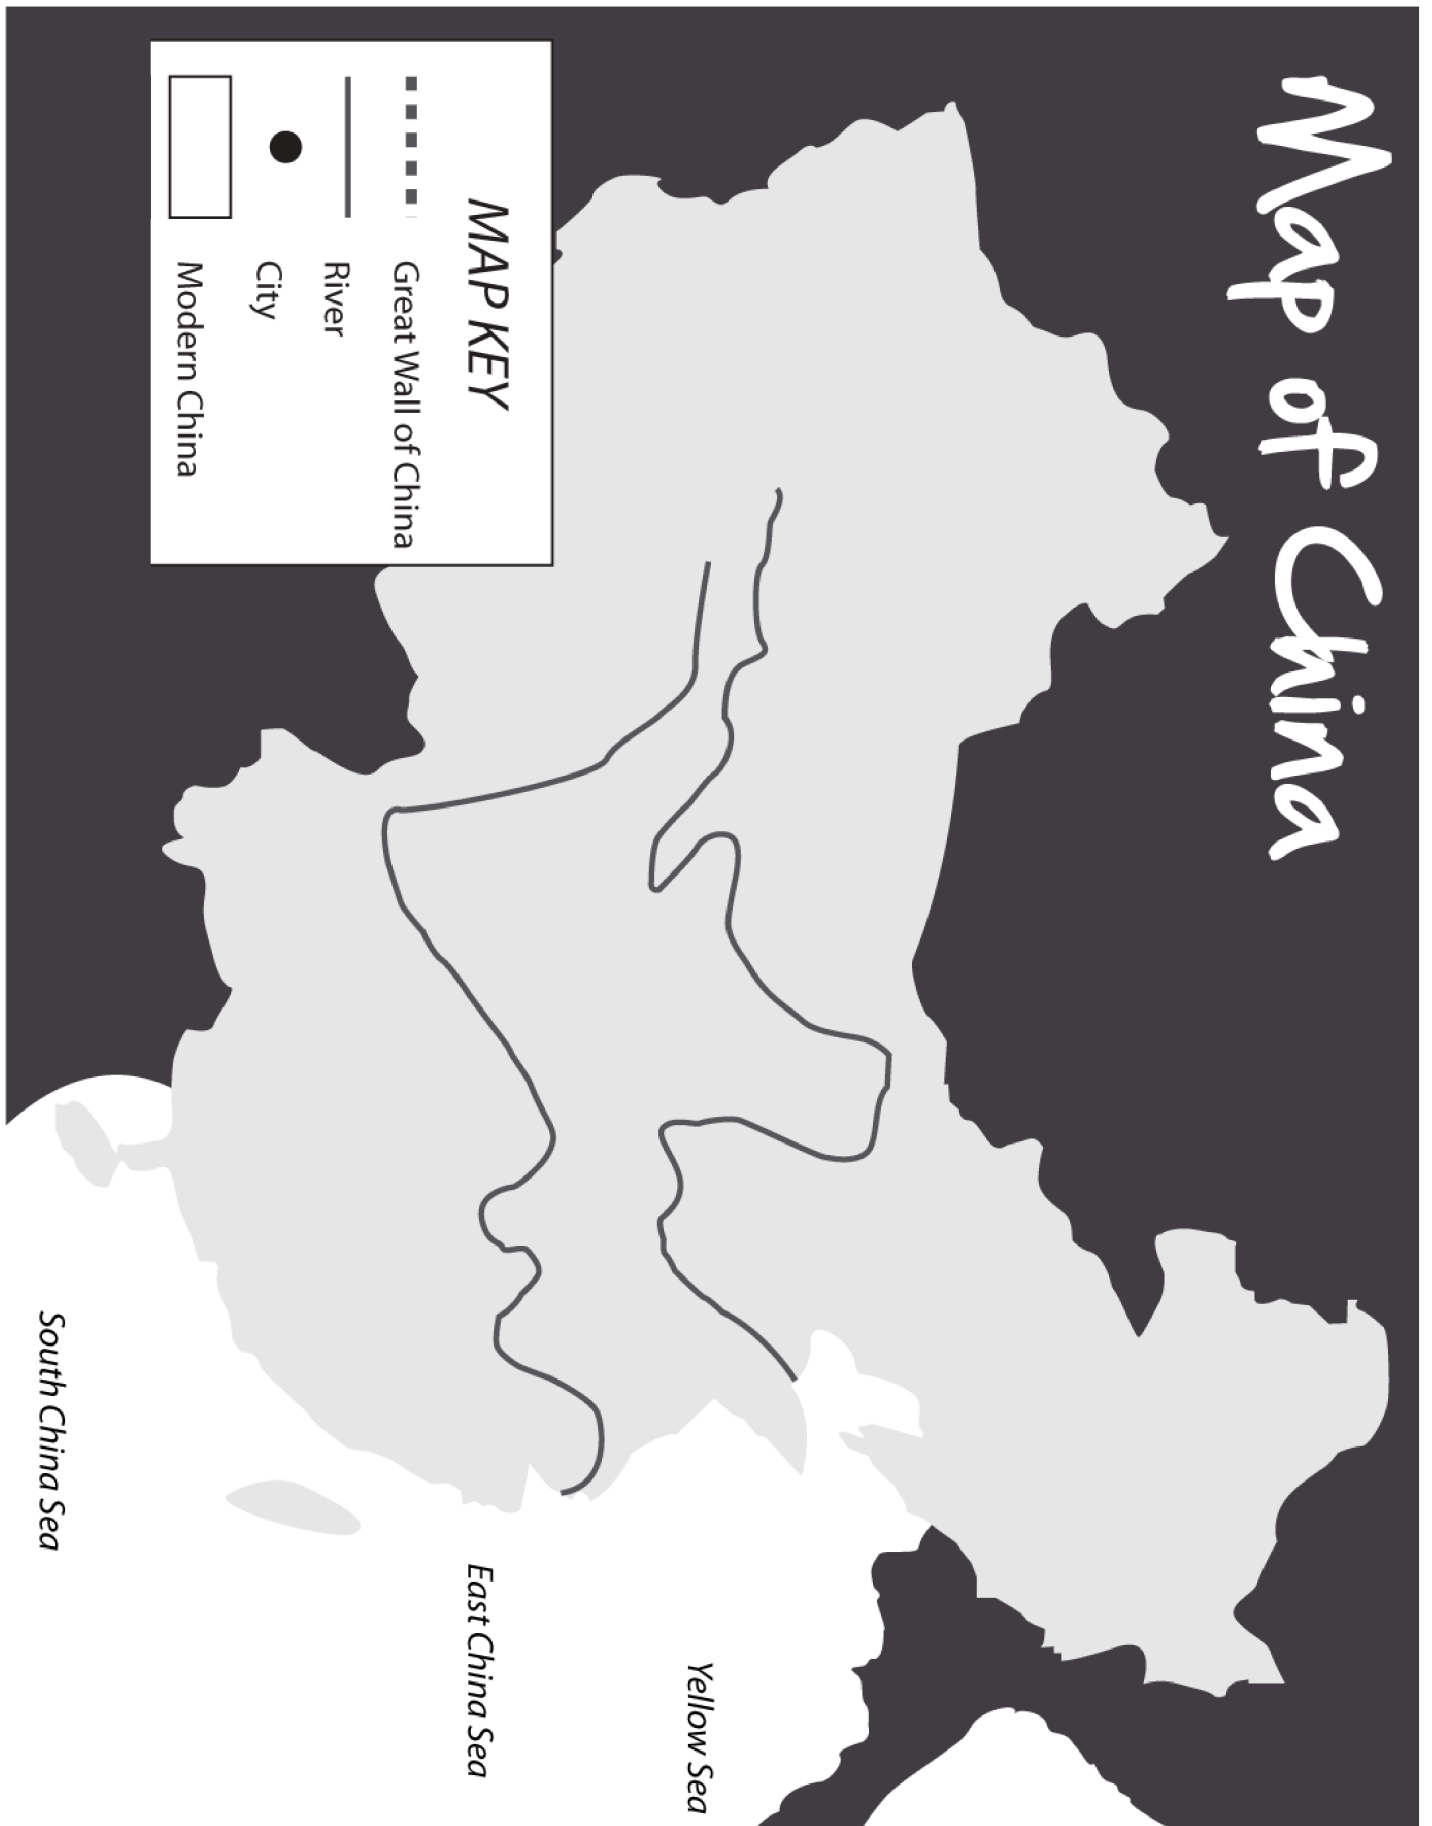 Map of China
MAP KEY
Great Wall of China
River
City
Modern China
Yellow Sea
East China Sea
South China Sea